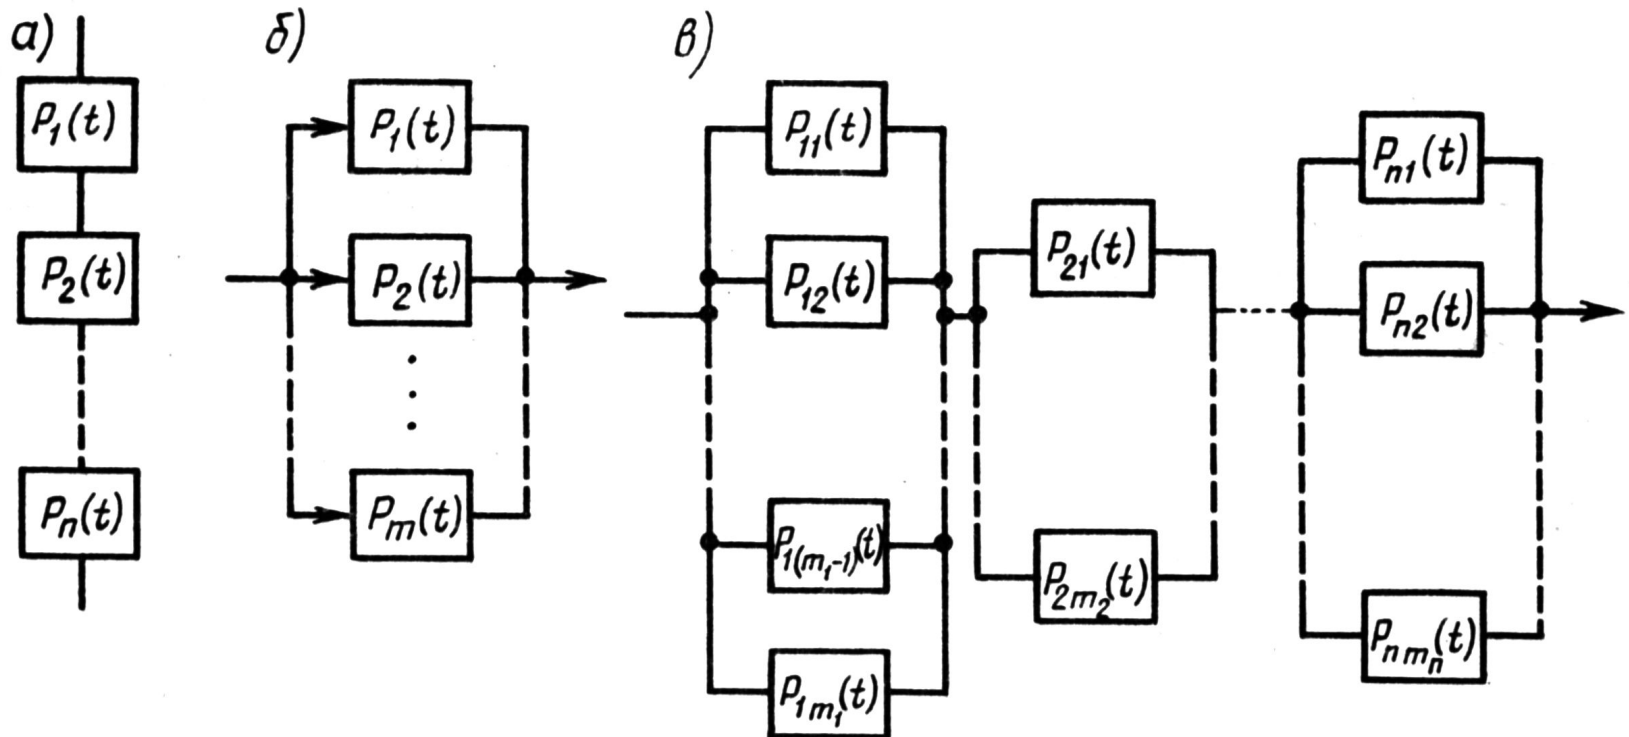 а)
P₁(t)
P₂(t)
Pₙ(t)
б)
P₁(t)
P₂(t)
Pₘ(t)
в)
P₁₁(t)
P₁₂(t)
P₁₍ₘ₁₋₁₎(t)
P₁ₘ₁(t)
P₂₁(t)
P₂ₘ₂(t)
Pₙ₁(t)
Pₙ₂(t)
Pₙₘₙ(t)